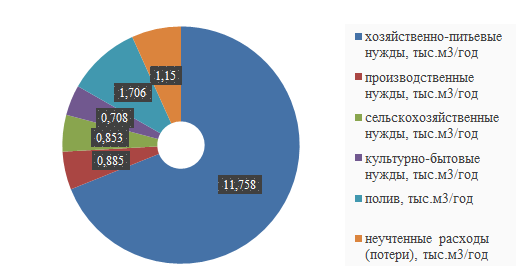 1,15
1,706
0,708
0,853
0,885
11,758
хозяйственно-питьевые
нужды, тыс.м3/год
производственные
нужды, тыс.м3/год
сельскохозяйственные
нужды, тыс.м3/год
культурно-бытовые
нужды, тыс.м3/год
полив, тыс.м3/год
неучтенные расходы
(потери), тыс.м3/год